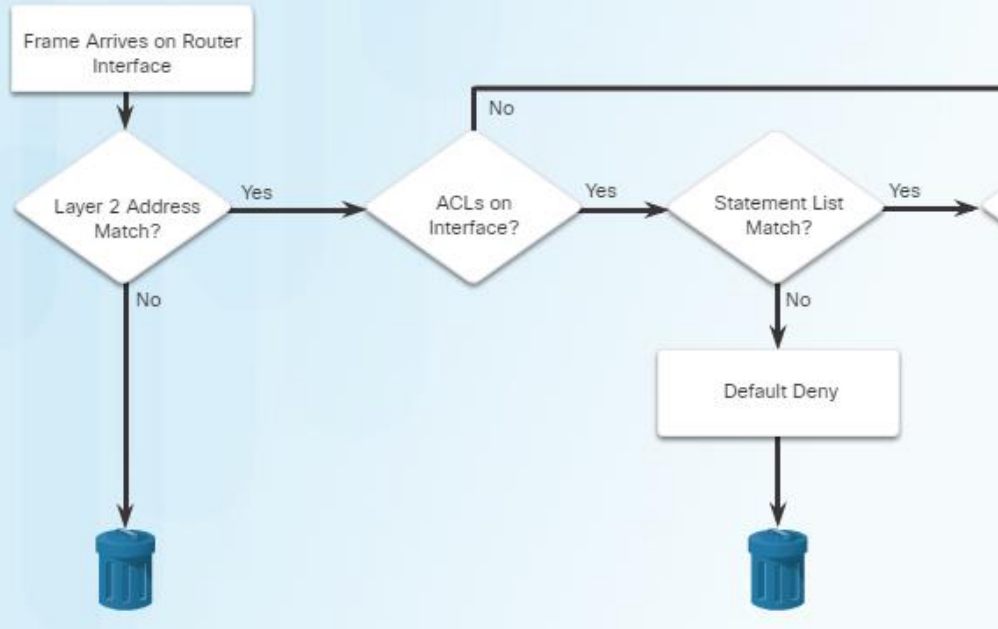 Frame Arrives on Router
Interface
No
Layer 2 Address
Match?
Yes
ACLs on
Interface?
Yes
Statement List
Match?
Yes
No
No
Default Deny